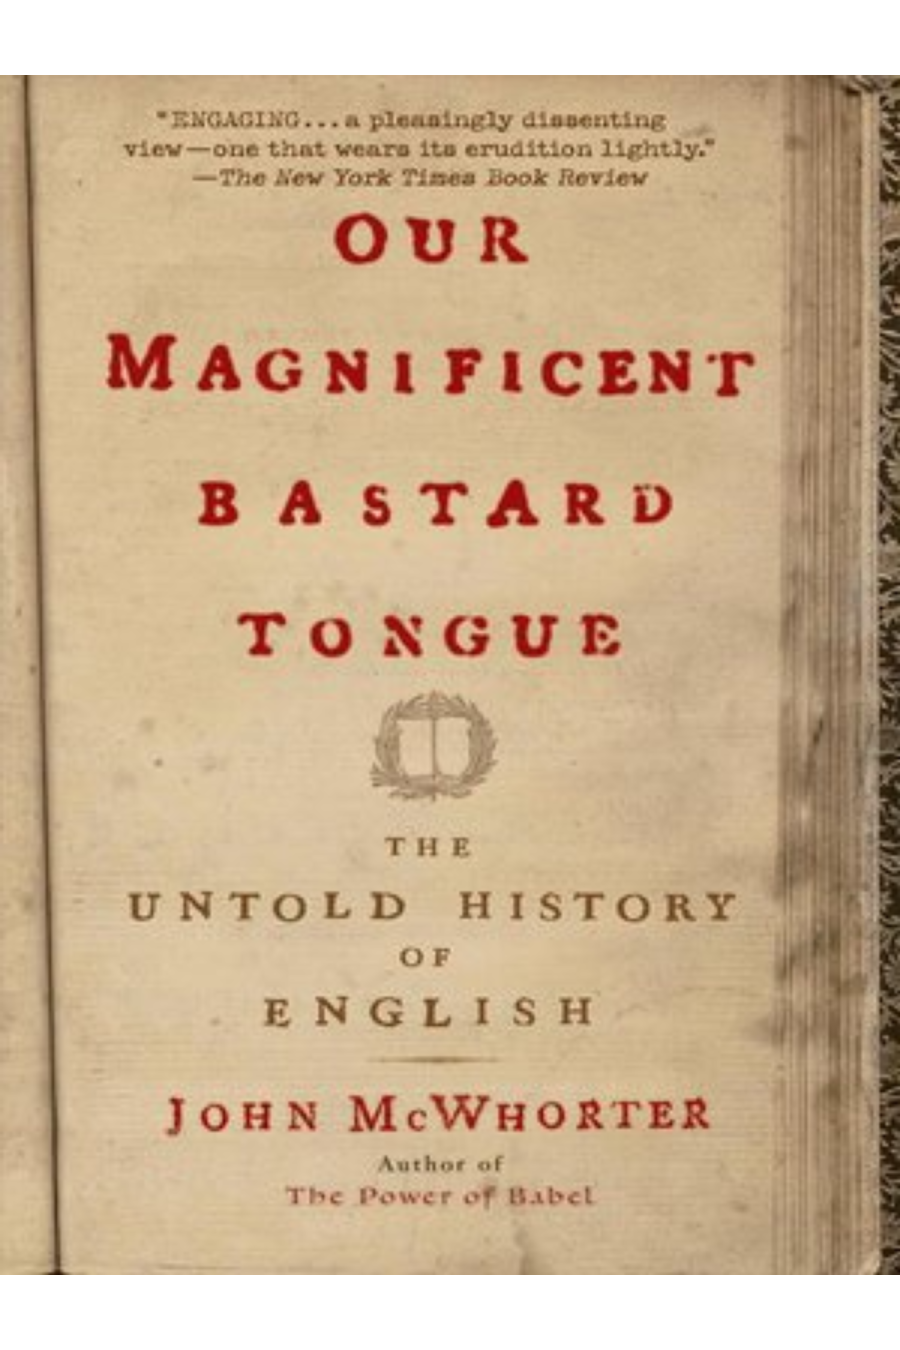 "ENGAGING...a pleasingly dissenting
view—one that wears its erudition lightly."
—The New York Times Book Review
OUR
MAGNIFICENT
BASTARD
TONGUE
THE
UNTOLD HISTORY
OF
ENGLISH
JOHN McWHORTER
Author of
The Power of Babel